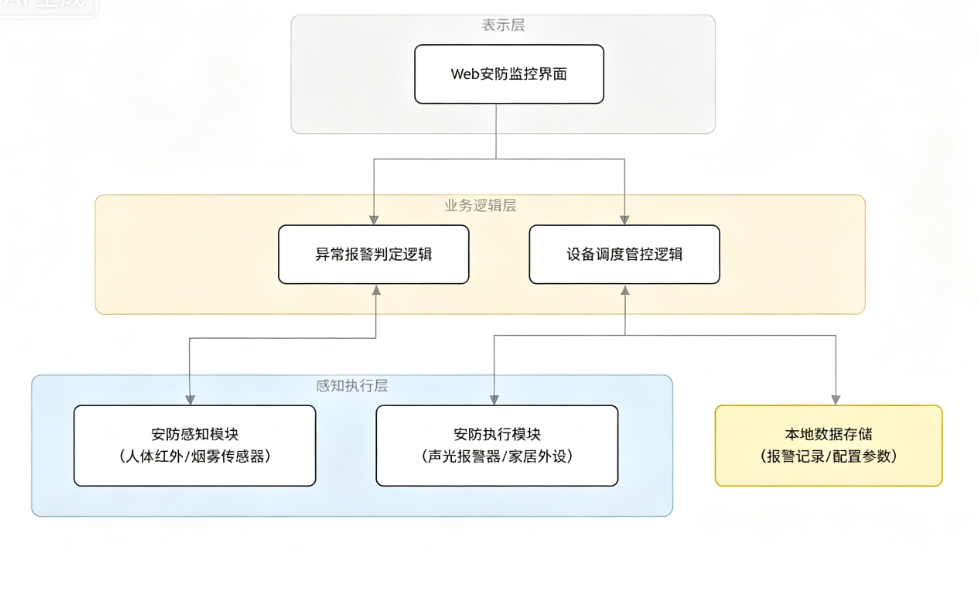 AI生成
表示层
Web安防监控界面
业务逻辑层
异常报警判定逻辑
设备调度管控逻辑
感知执行层
安防感知模块
（人体红外/烟雾传感器）
安防执行模块
（声光报警器/家居外设）
本地数据存储
（报警记录/配置参数）